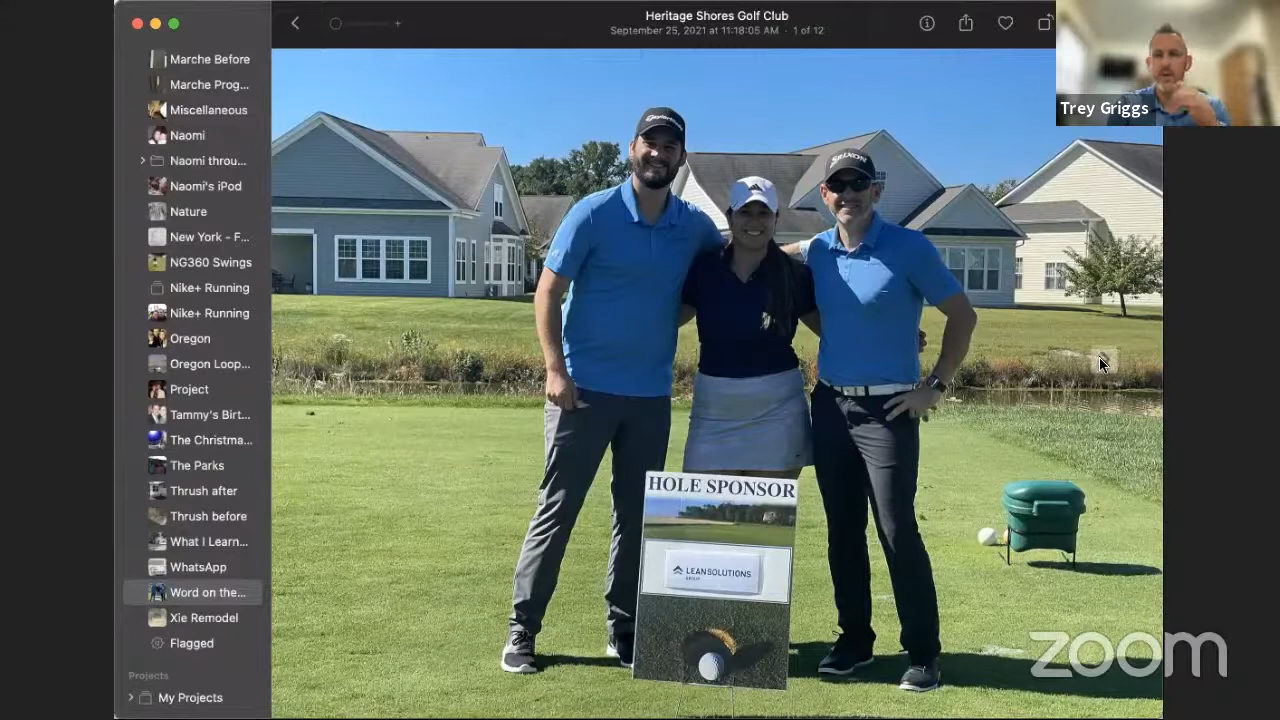 Heritage Shores Golf Club
September 25, 2021 at 11:18:05 AM · 1 of 12
Trey Griggs
Marche Before
Marche Prog...
Miscellaneous
Naomi
Naomi throu...
Naomi's iPod
Nature
New York - F...
NG360 Swings
Nike+ Running
Nike+ Running
Oregon
Oregon Loop...
Project
Tammy's Birt...
The Christma...
The Parks
Thrush after
Thrush before
What I Learn...
WhatsApp
Word on the...
Xie Remodel
Flagged
Projects
My Projects
SRIXON
HOLE SPONSOR
LEAN SOLUTIONS
GROUP
zoom